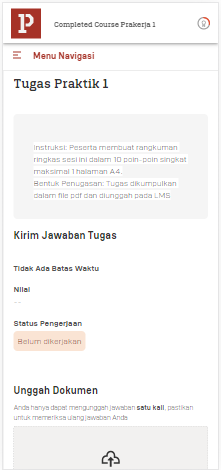 Completed Course Prakerja 1
Menu Navigasi
Tugas Praktik 1
Instruksi: Peserta membuat rangkuman
ringkas sesi ini dalam 10 poin-poin singkat
maksimal 1 halaman A4.
Bentuk Penugasan: Tugas dikumpulkan
dalam file pdf dan diunggah pada LMS
Kirim Jawaban Tugas
Tidak Ada Batas Waktu
Nilai
--
Status Pengerjaan
Belum dikerjakan
Unggah Dokumen
Anda hanya dapat mengunggah jawaban satu kali, pastikan
untuk memeriksa ulang jawaban Anda